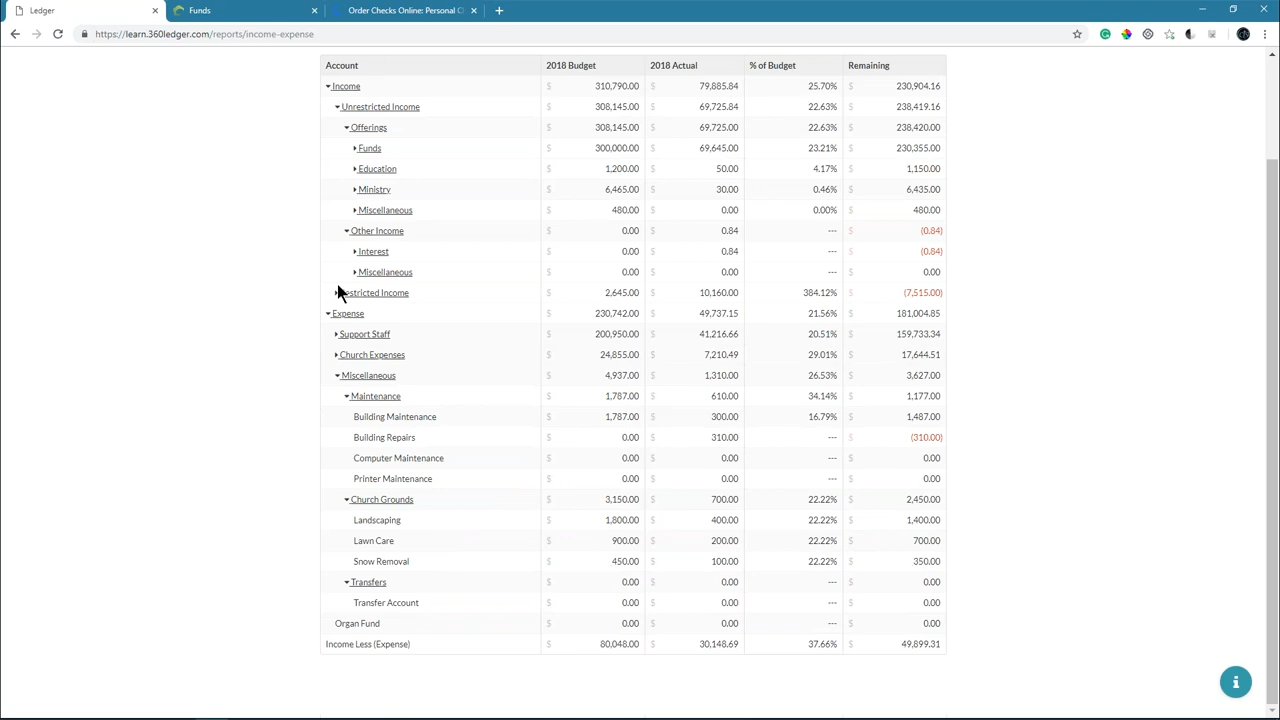 Ledger
Funds
Order Checks Online: Personal C
https://learn.360ledger.com/reports/income-expense
Account 2018 Budget 2018 Actual % of Budget Remaining
Income $ 310,790.00 $ 79,885.84 25.70% $ 230,904.16
Unrestricted Income $ 308,145.00 $ 69,725.84 22.63% $ 238,419.16
Offerings $ 308,145.00 $ 69,725.00 22.63% $ 238,420.00
Funds $ 300,000.00 $ 69,645.00 23.21% $ 230,355.00
Education $ 1,200.00 $ 50.00 4.17% $ 1,150.00
Ministry $ 6,465.00 $ 30.00 0.46% $ 6,435.00
Miscellaneous $ 480.00 $ 0.00 0.00% $ 480.00
Other Income $ 0.00 $ 0.84 --- $ (0.84)
Interest $ 0.00 $ 0.84 --- $ (0.84)
Miscellaneous $ 0.00 $ 0.00 --- $ 0.00
estricted Income $ 2,645.00 $ 10,160.00 384.12% $ (7,515.00)
Expense $ 230,742.00 $ 49,737.15 21.56% $ 181,004.85
Support Staff $ 200,950.00 $ 41,216.66 20.51% $ 159,733.34
Church Expenses $ 24,855.00 $ 7,210.49 29.01% $ 17,644.51
Miscellaneous $ 4,937.00 $ 1,310.00 26.53% $ 3,627.00
Maintenance $ 1,787.00 $ 610.00 34.14% $ 1,177.00
Building Maintenance $ 1,787.00 $ 300.00 16.79% $ 1,487.00
Building Repairs $ 0.00 $ 310.00 --- $ (310.00)
Computer Maintenance $ 0.00 $ 0.00 --- $ 0.00
Printer Maintenance $ 0.00 $ 0.00 --- $ 0.00
Church Grounds $ 3,150.00 $ 700.00 22.22% $ 2,450.00
Landscaping $ 1,800.00 $ 400.00 22.22% $ 1,400.00
Lawn Care $ 900.00 $ 200.00 22.22% $ 700.00
Snow Removal $ 450.00 $ 100.00 22.22% $ 350.00
Transfers $ 0.00 $ 0.00 --- $ 0.00
Transfer Account $ 0.00 $ 0.00 --- $ 0.00
Organ Fund $ 0.00 $ 0.00 --- $ 0.00
Income Less (Expense) $ 80,048.00 $ 30,148.69 37.66% $ 49,899.31